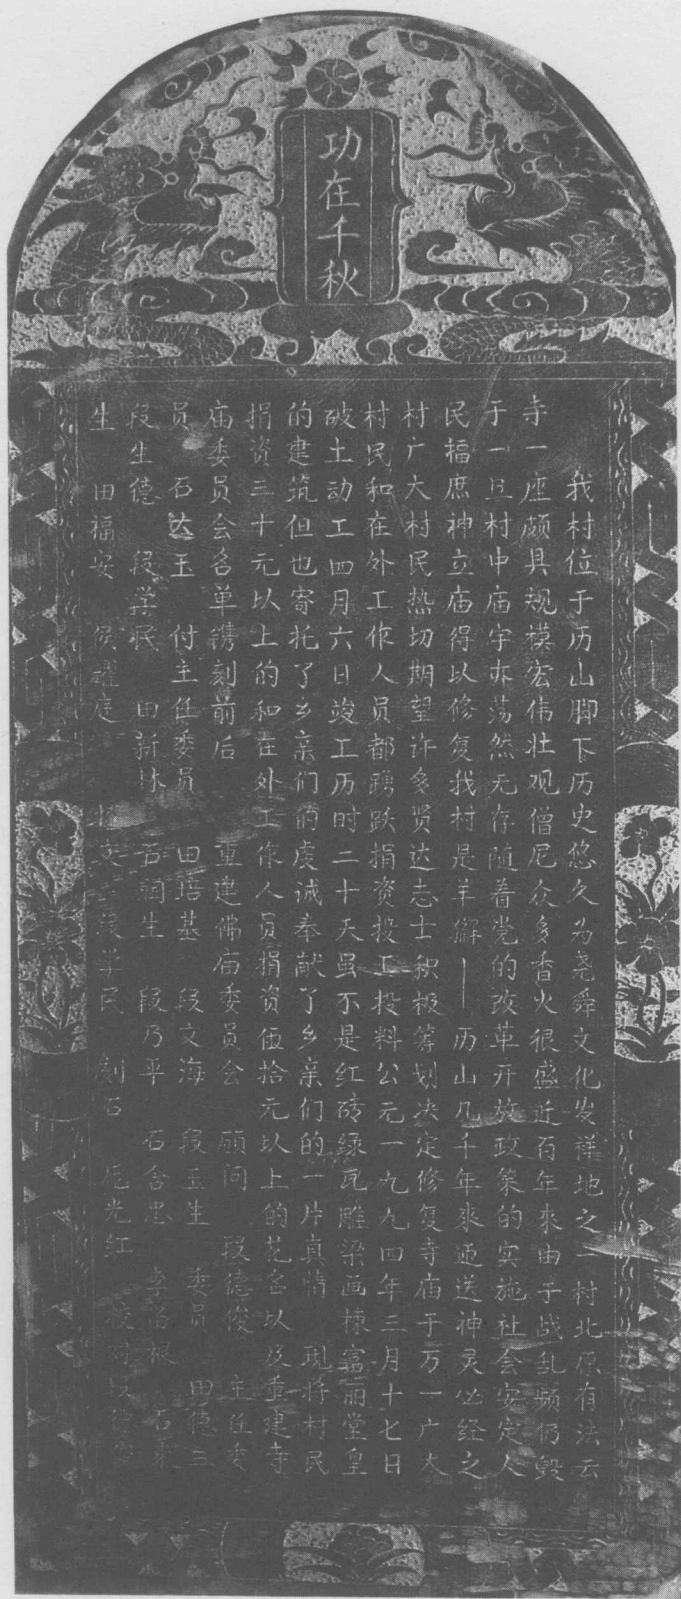 功在千秋
我村位于历山脚下历史悠久为尧舜文化发祥地之一村北原有法云
寺一座颇具规模宏伟壮观僧尼众多香火很盛近百年来由于战乱频仍毁
于一旦村中庙宇亦荡然无存随着党的改革开放政策的实施社会安定人
民福庶神立庙得以修复我村是羊獬——历山几千年来迎送神灵必经之
村广大村民热切期望许多贤达志士积极筹划决定修复寺庙于万一广大
村民和在外工作人员都踴跃捐资投工投料公元一九九四年三月十七日
破土动工四月六日竣工历时二十天虽不是红砖绿瓦雕梁画栋富丽堂皇
的建筑但也寄托了乡亲们的虔诚奉献了乡亲们的一片真情 现将村民
捐资三十元以上的和在外工作人员捐资伍拾元以上的花名以及重建寺
庙委员会名单镌刻前后 重建佛庙委员会 顾问 段德俊 主任委
员 石达玉 付主任委员 田培基 段文海 段玉生 委员 田德三
段生德 段学民 田新林 石润生 段乃平 石含忠 李 根 石
生 田福安 侯耀庭 文 民 刻石 光红 校对